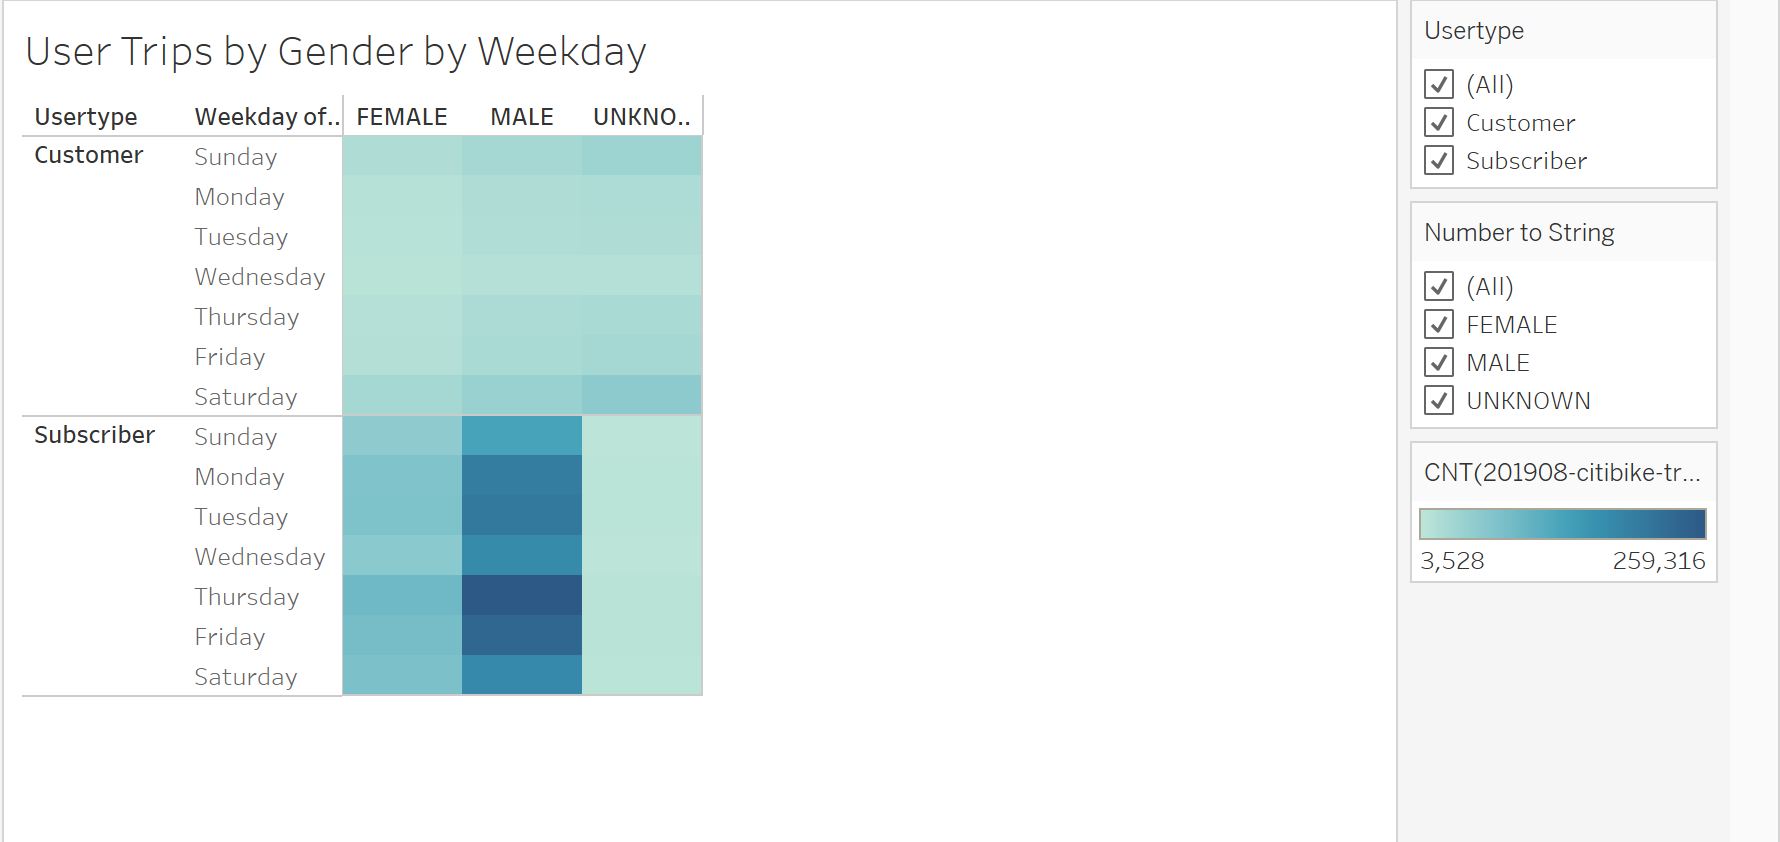 User Trips by Gender by Weekday
Usertype Weekday of.. FEMALE MALE UNKNO..
Customer Sunday
Monday
Tuesday
Wednesday
Thursday
Friday
Saturday
Subscriber Sunday
Monday
Tuesday
Wednesday
Thursday
Friday
Saturday
Usertype
(All)
Customer
Subscriber
Number to String
(All)
FEMALE
MALE
UNKNOWN
CNT(201908-citibike-tr...
3,528 259,316